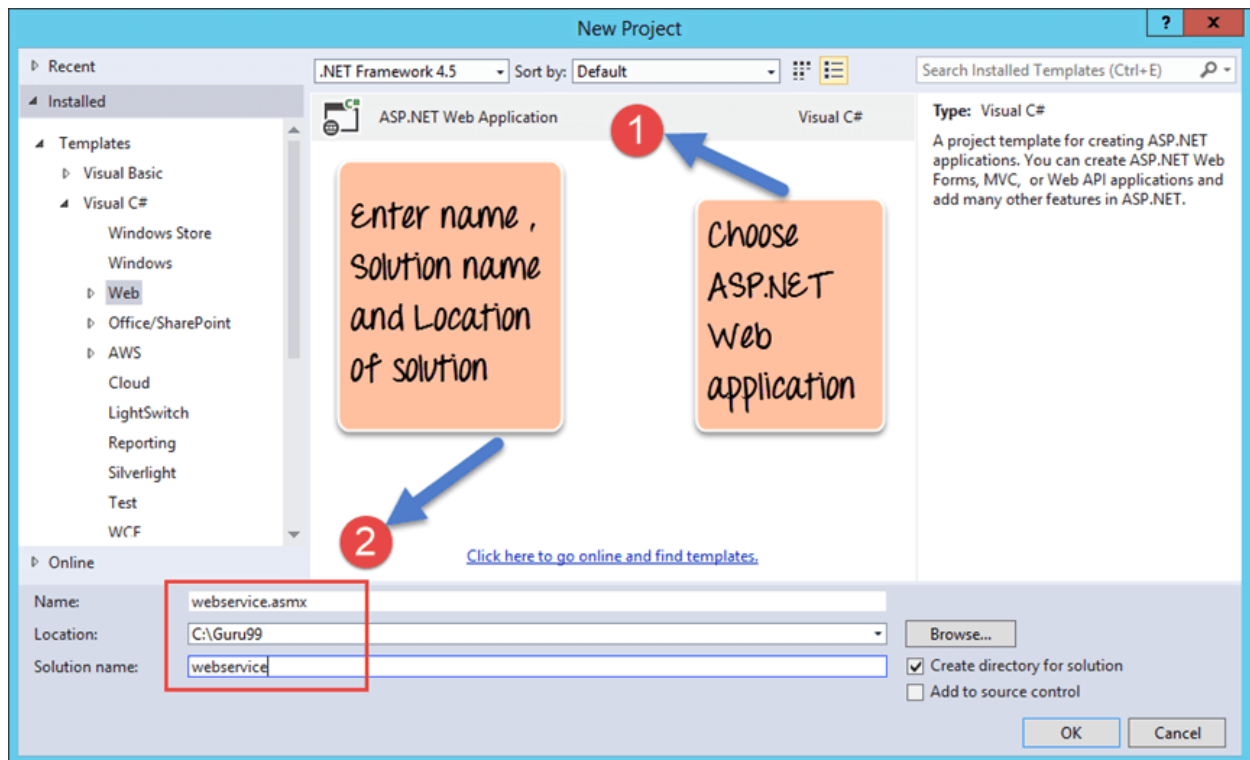 New Project
? x
Recent
.NET Framework 4.5 Sort by: Default
Search Installed Templates (Ctrl+E)
Installed
Templates
Visual Basic
Visual C#
Windows Store
Windows
Web
Office/SharePoint
AWS
Cloud
LightSwitch
Reporting
Silverlight
Test
WCF
Online
C#
ASP.NET Web Application Visual C#
1
Enter name ,
Solution name
and Location
of solution
Choose
ASP.NET
Web
application
2
Click here to go online and find templates.
Type: Visual C#
A project template for creating ASP.NET
applications. You can create ASP.NET Web
Forms, MVC, or Web API applications and
add many other features in ASP.NET.
Name: webservice.asmx
Location: C:\Guru99 Browse...
Solution name: webservice
Create directory for solution
Add to source control
OK Cancel